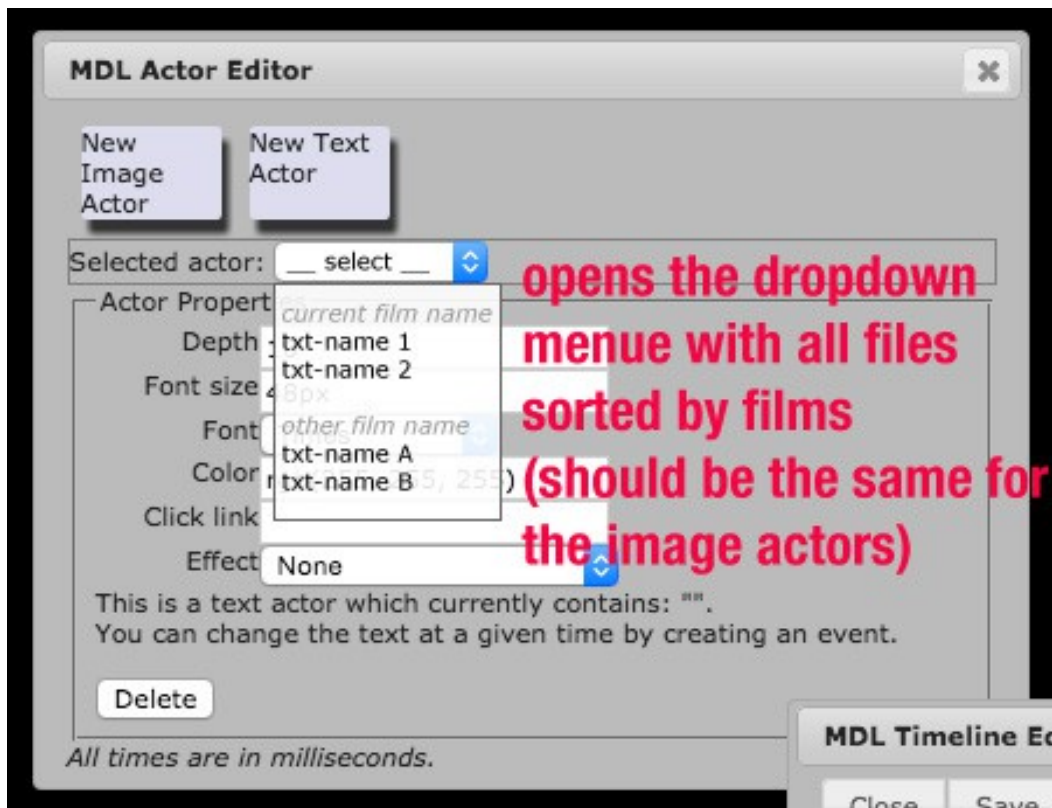 MDL Actor Editor
New Image Actor
New Text Actor
Selected actor: __ select __
Actor Propert
current film name
txt-name 1
txt-name 2
other film name
txt-name A
txt-name B
Depth
Font size 8px
Font
Color 255)
Click link
Effect None
opens the dropdown
menue with all files
sorted by films
(should be the same for
the image actors)
This is a text actor which currently contains: "".
You can change the text at a given time by creating an event.
Delete
All times are in milliseconds.
MDL Timeline Ed
Close Save